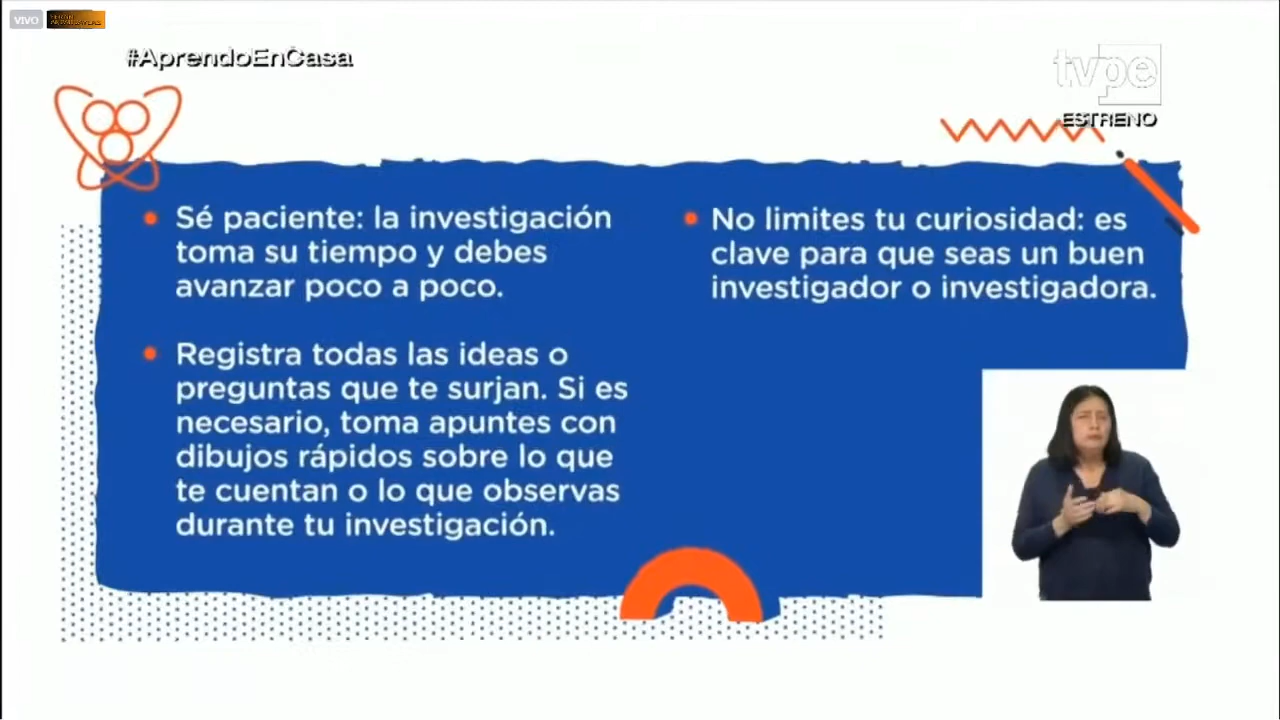 VIVO
#AprendoEnCasa
tvpe
ESTRENO
Sé paciente: la investigación
toma su tiempo y debes
avanzar poco a poco.
Registra todas las ideas o
preguntas que te surjan. Si es
necesario, toma apuntes con
dibujos rápidos sobre lo que
te cuentan o lo que observas
durante tu investigación.
No limites tu curiosidad: es
clave para que seas un buen
investigador o investigadora.